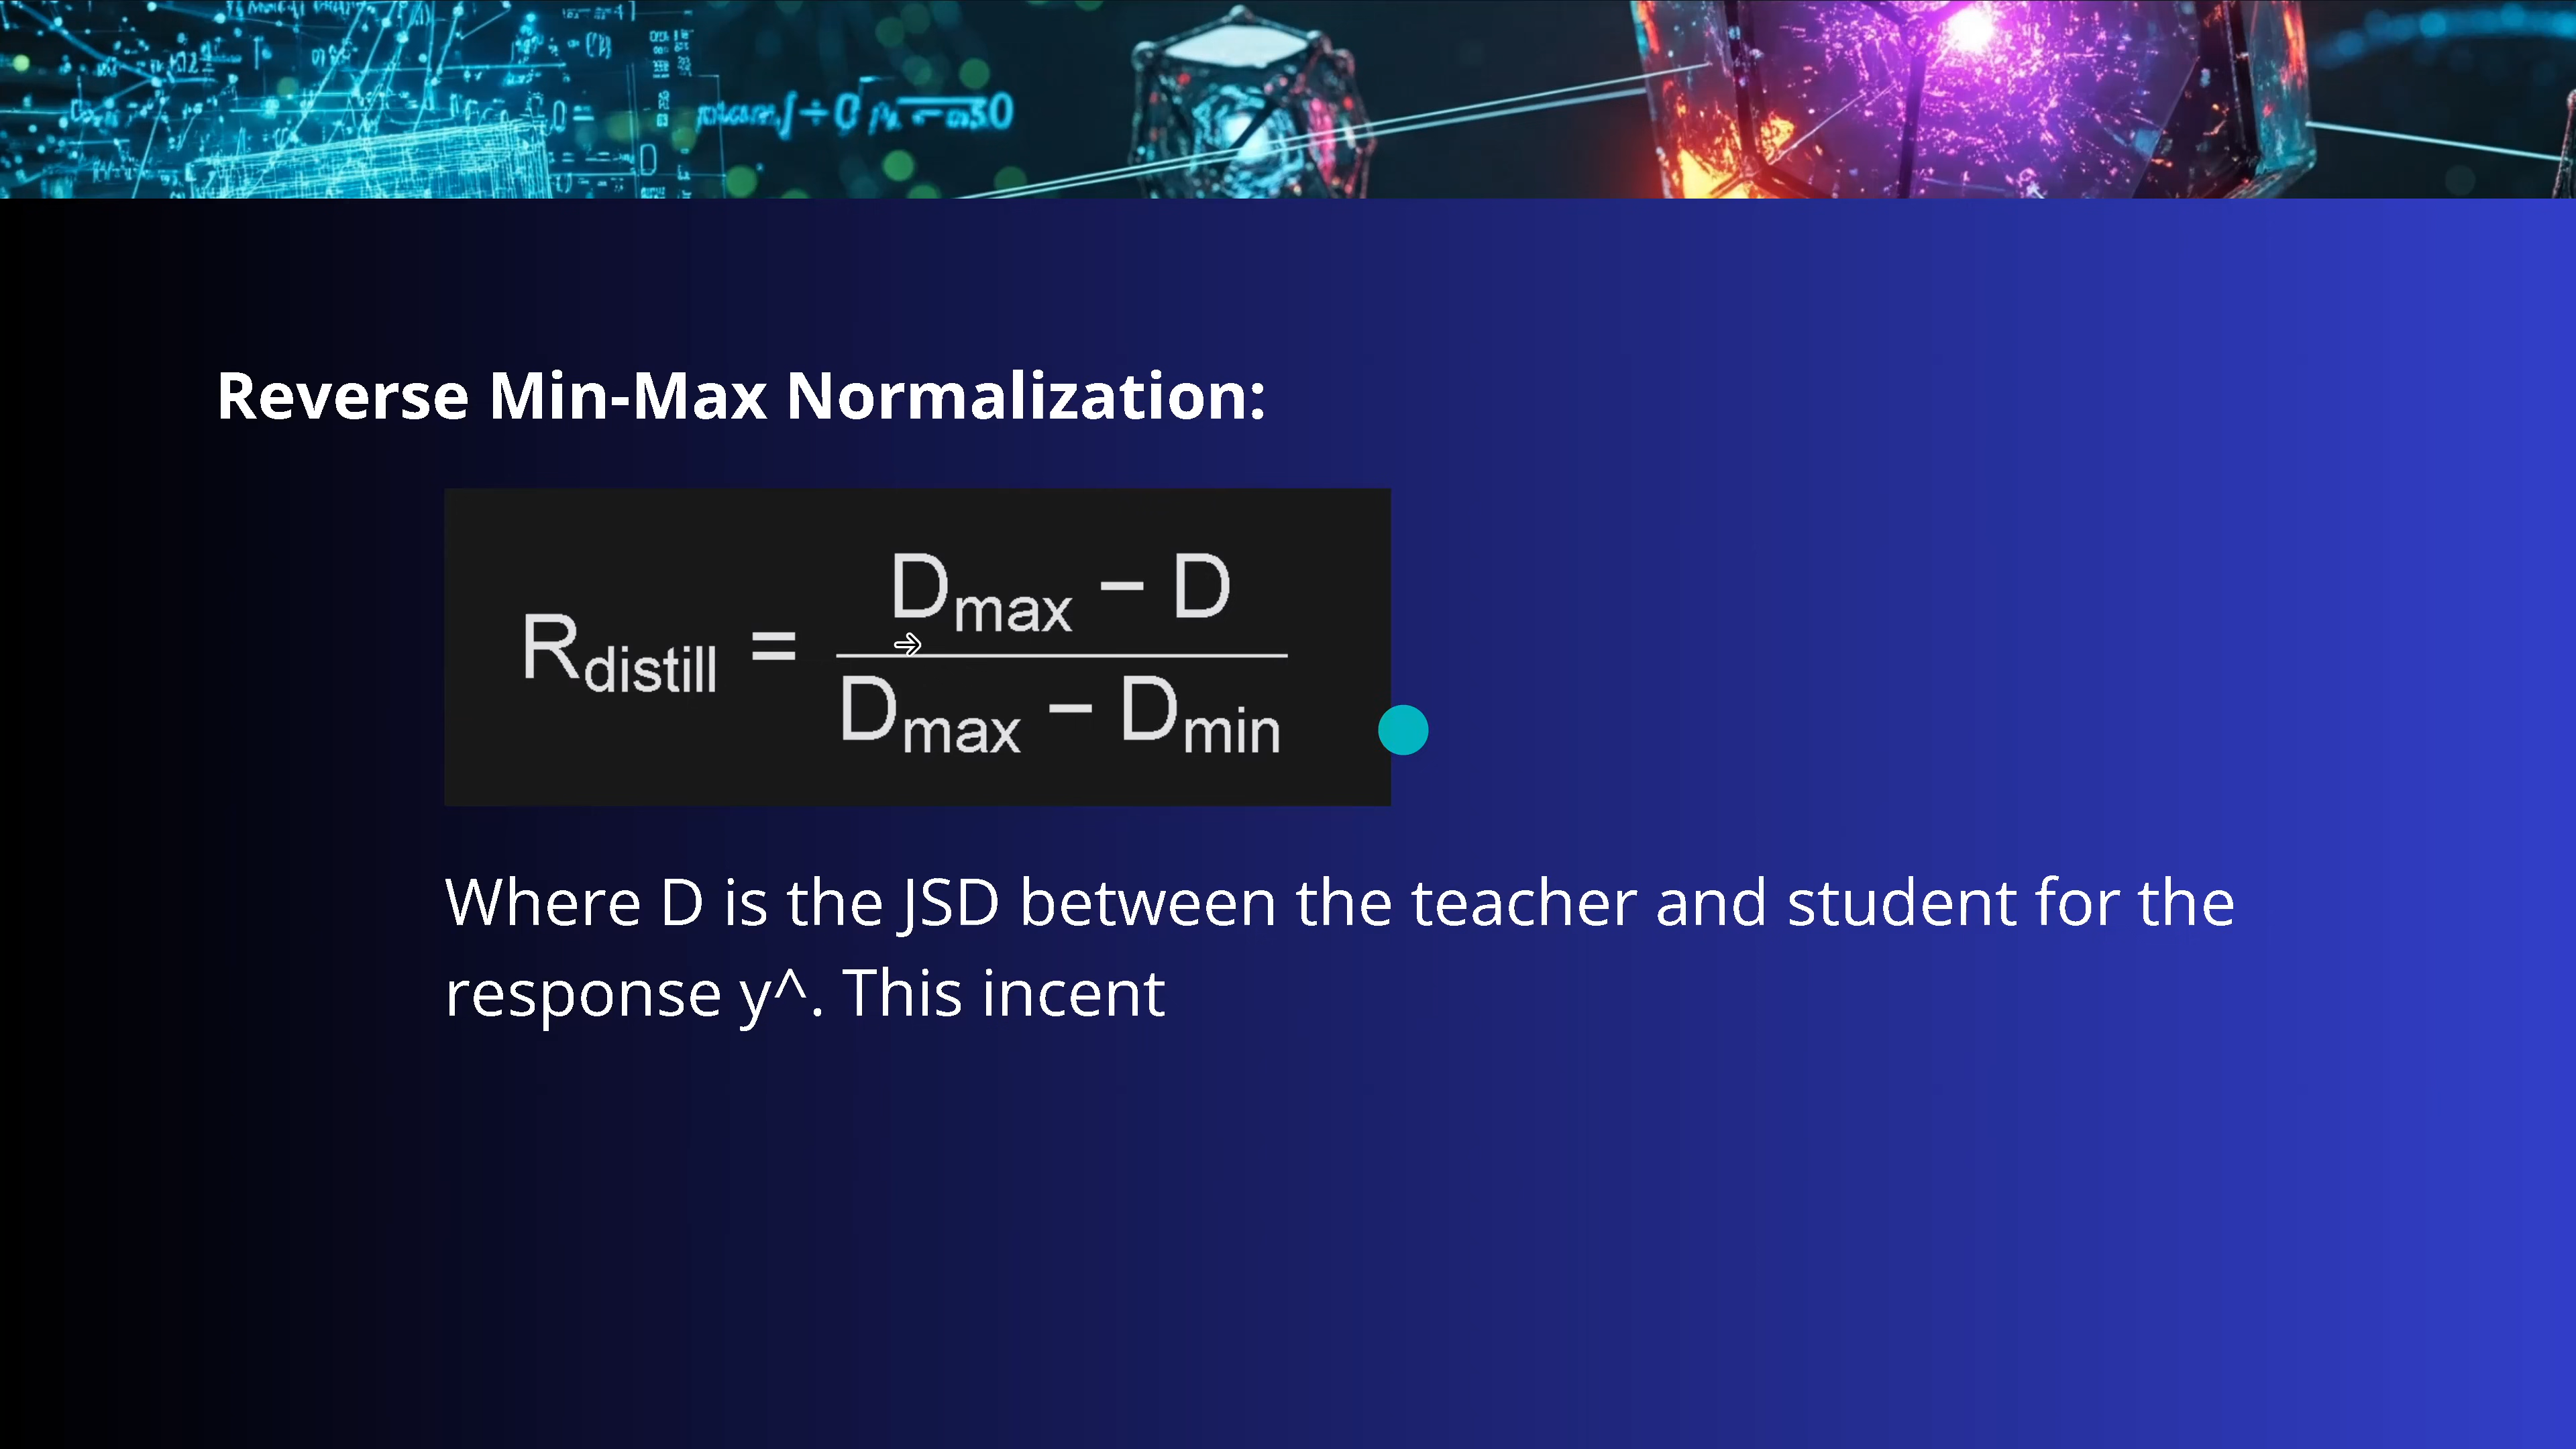 Reverse Min-Max Normalization:
R_distill = (D_max − D) / (D_max − D_min)
Where D is the JSD between the teacher and student for the
response y^. This incent